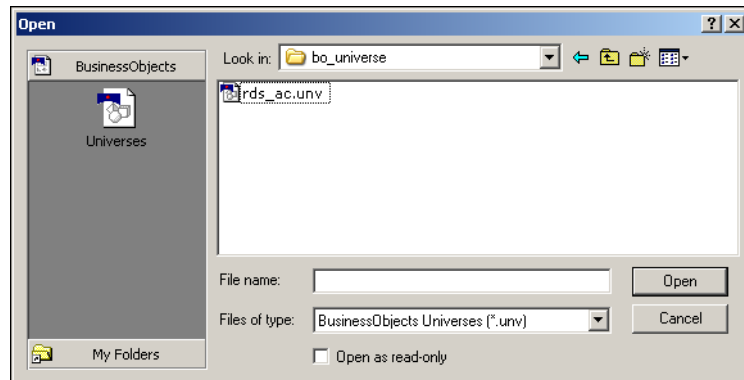 Open
BusinessObjects
Look in: bo_universe
rds_ac.unv
Universes
File name:
Open
Files of type: BusinessObjects Universes (*.unv)
Cancel
My Folders
Open as read-only